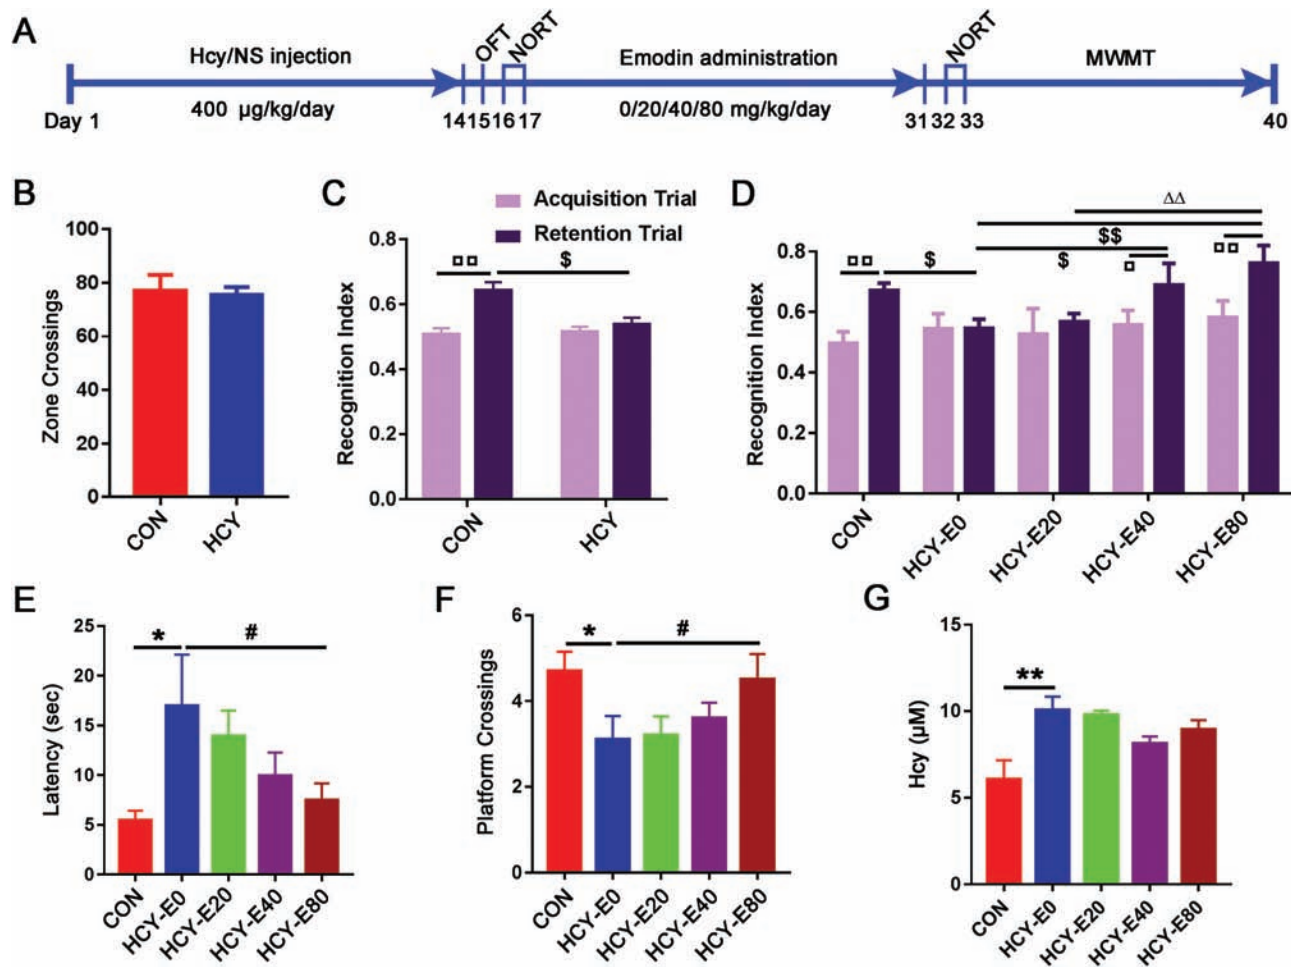 A
Hcy/NS injection
OFT
NORT
Emodin administration
NORT
MWMT
Day 1
400 μg/kg/day
14 15 16 17
0/20/40/80 mg/kg/day
31 32 33
40
B
Zone Crossings
100
80
60
40
20
0
CON
HCY
C
Acquisition Trial
Retention Trial
Recognition Index
0.8
0.6
0.4
0.2
0.0
¤¤
$
CON
HCY
D
Recognition Index
0.8
0.6
0.4
0.2
0.0
¤¤
$
$
¤
$$
ΔΔ
¤¤
CON
HCY-E0
HCY-E20
HCY-E40
HCY-E80
E
Latency (sec)
25
20
15
10
5
0
*
#
CON
HCY-E0
HCY-E20
HCY-E40
HCY-E80
F
Platform Crossings
6
4
2
0
*
#
CON
HCY-E0
HCY-E20
HCY-E40
HCY-E80
G
Hcy (μM)
15
10
5
0
**
CON
HCY-E0
HCY-E20
HCY-E40
HCY-E80